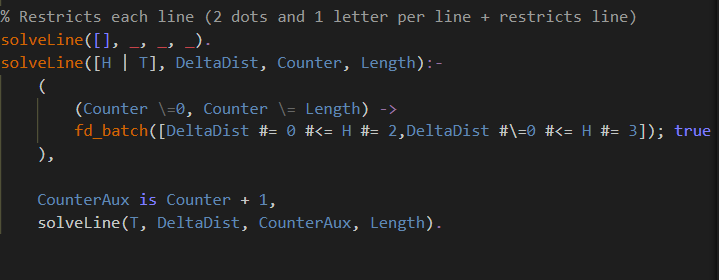 % Restricts each line (2 dots and 1 letter per line + restricts line)
solveLine([], _, _, _).
solveLine([H | T], DeltaDist, Counter, Length):-
(
(Counter \=0, Counter \= Length) ->
fd_batch([DeltaDist #= 0 #<= H #= 2,DeltaDist #\=0 #<= H #= 3]); true
),
CounterAux is Counter + 1,
solveLine(T, DeltaDist, CounterAux, Length).